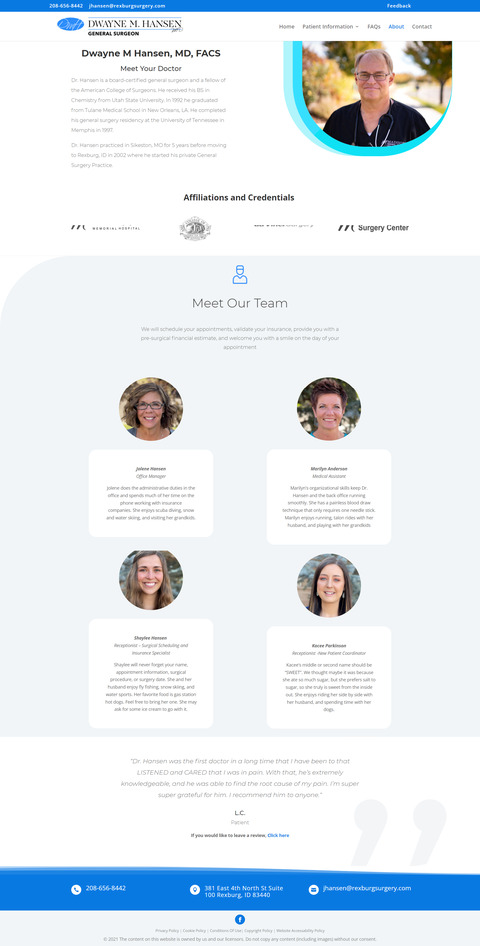 208-656-8442 jhansen@rexburgsurgery.com Feedback
DWAYNE M. HANSEN
GENERAL SURGEON
Home Patient Information FAQs About Contact
Dwayne M Hansen, MD, FACS
Meet Your Doctor
Dr. Hansen is a board-certified general surgeon and a fellow of
the American College of Surgeons. He received his BS in
Chemistry from Utah State University. In 1992 he graduated
from Tulane Medical School in New Orleans, LA. He completed
his general surgery residency at the University of Tennessee in
Memphis in 1997.
Dr. Hansen practiced in Sikeston, MO for 5 years before moving
to Rexburg, ID in 2002 where he started his private General
Surgery Practice.
Affiliations and Credentials
MEMORIAL HOSPITAL
Surgery Center
Meet Our Team
We will schedule your appointments, validate your insurance, provide you with a
pre-surgical financial estimate, and welcome you with a smile on the day of your
appointment
Jolene Hansen
Office Manager
Jolene does the administrative duties in the
office and spends much of her time on the
phone working with insurance
companies. She enjoys scuba diving, snow
and water skiing, and visiting her grandkids.
Marilyn Anderson
Medical Assistant
Marilyn's organizational skills keep Dr.
Hansen and the back office running
smoothly. She has a painless blood draw
technique that only requires one needle stick.
Marilyn enjoys running, salon rides with her
husband, and playing with her grandkids
Shaylee Hansen
Receptionist – Surgical Scheduling and
Insurance Specialist
Shaylee will never forget your name,
appointment information, surgical
procedure, or surgery date. She and her
husband enjoy fly fishing, snow skiing, and
water sports. Her favorite food is gas station
hot dogs. Feel free to bring her one. She may
ask for some ice cream to go with it.
Kacee Parkinson
Receptionist -New Patient Coordinator
Kacee's middle or second name should be
"SWEET". We thought maybe it was because
she ate so much sugar, but she prefers salt to
sugar, so she truly is sweet from the inside
out. She enjoys riding her side by side with
her husband, and spending time with her
dogs.
"Dr. Hansen was the first doctor in a long time that I have been to that
LISTENED and CARED that I was in pain. With that, he's extremely
knowledgeable, and he was able to find the root cause of my pain. I'm super
super grateful for him. I recommend him to anyone."
L.C.
Patient
If you would like to leave a review, Click here
208-656-8442
381 East 4th North St Suite
100 Rexburg, ID 83440
jhansen@rexburgsurgery.com
Privacy Policy | Cookie Policy | Conditions Of Use | Copyright Policy | Website Accessibility Policy
© 2021 The content on this website is owned by us and our licensors. Do not copy any content (including images) without our consent